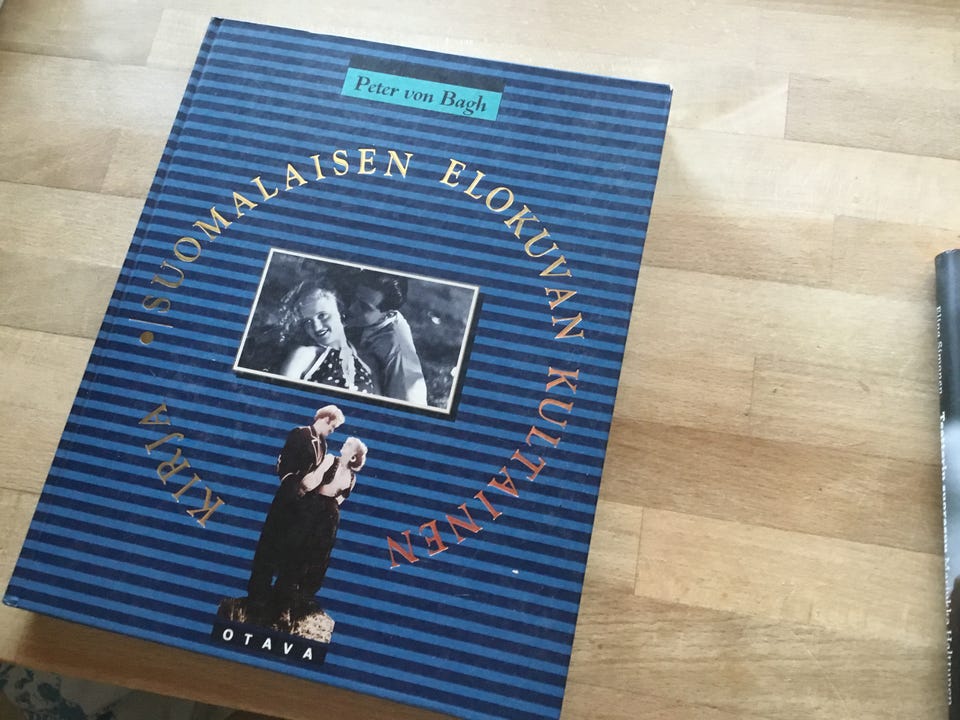 Peter von Bagh
SUOMALAISEN ELOKUVAN KULTAINEN KIRJA
OTAVA